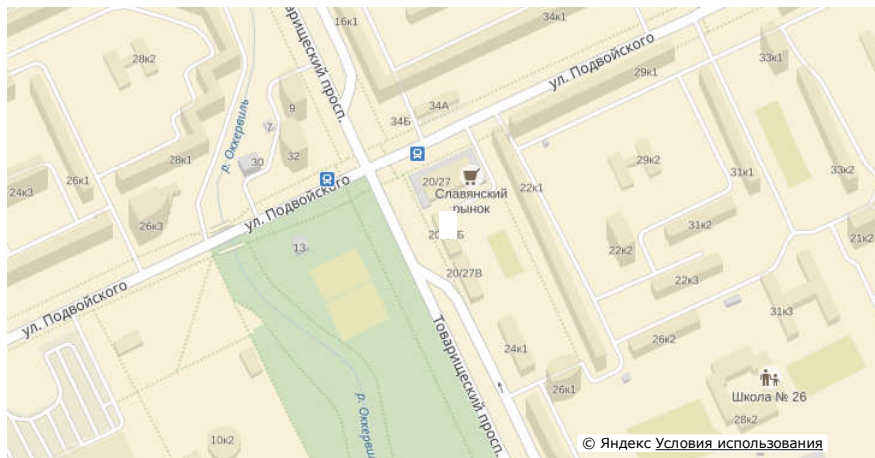 16к1
34к1
Товарищеский просп.
28к2
ул. Подвойского
33к1
29к1
9
34А
34Б
7
р. Оккервиль
28к1
30
32
29к2
33к2
31к1
26к1
24к3
20/27
22к1
ул. Подвойского
Славянский
рынок
26к3
31к2
21к2
22к2
13
20/27В
22к3
ул. Подвойского
31к3
26к2
Товарищеский просп.
24к1
26к1
Школа № 26
28к2
р. Оккервиль
10к2
© Яндекс Условия использования